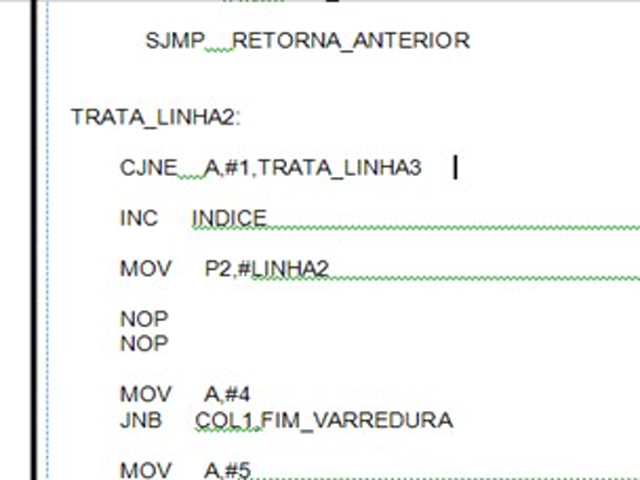 SJMP RETORNA_ANTERIOR
TRATA_LINHA2:
CJNE A,#1,TRATA_LINHA3
INC INDICE
MOV P2,#LINHA2
NOP
NOP
MOV A,#4
JNB COL1,FIM_VARREDURA
MOV A,#5